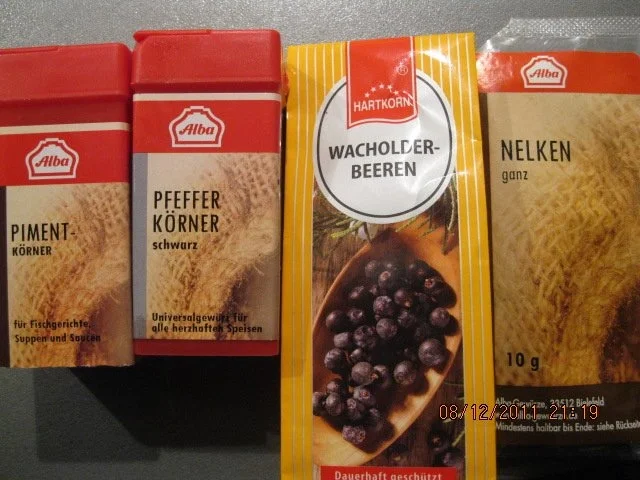 Alba
PIMENT-
KÖRNER
für Fischgerichte,
Suppen und Saucen
Alba
PFEFFER
KÖRNER
schwarz
Universalgewürz für
alle herzhaften Speisen
HARTKORN
®
WACHOLDER-
BEEREN
Dauerhaft geschützt
Alba
NELKEN
ganz
10 g
Alba Gewürze, 33512 Bielefeld
Mindestens haltbar bis Ende: siehe Rückseite
08/12/2011 21:19